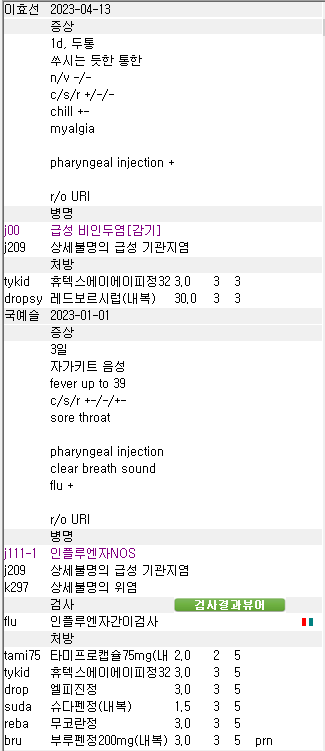 이효선 2023-04-13
증상
1d, 두통
쑤시는 듯한 통한
n/v -/-
c/s/r +/-/-
chill +-
myalgia
pharyngeal injection +
r/o URI
병명
j00 급성 비인두염[감기]
j209 상세불명의 급성 기관지염
처방
tykid 휴텍스에이에이피정32 3,0 3 3
dropsy 레드보르시럽(내복) 30,0 3 3
국예슬 2023-01-01
증상
3일
자가키트 음성
fever up to 39
c/s/r +-/-/+-
sore throat
pharyngeal injection
clear breath sound
flu +
r/o URI
병명
j111-1 인플루엔자NOS
j209 상세불명의 급성 기관지염
k297 상세불명의 위염
검사 검사결과뷰어
flu 인플루엔자간이검사
처방
tami75 타미프로캡슐75mg(내 2,0 2 5
tykid 휴텍스에이에이피정32 3,0 3 5
drop 엘피진정 3,0 3 5
suda 슈다펜정(내복) 1,5 3 5
reba 무코란정 3,0 3 5
bru 부루펜정200mg(내복) 3,0 3 5 prn